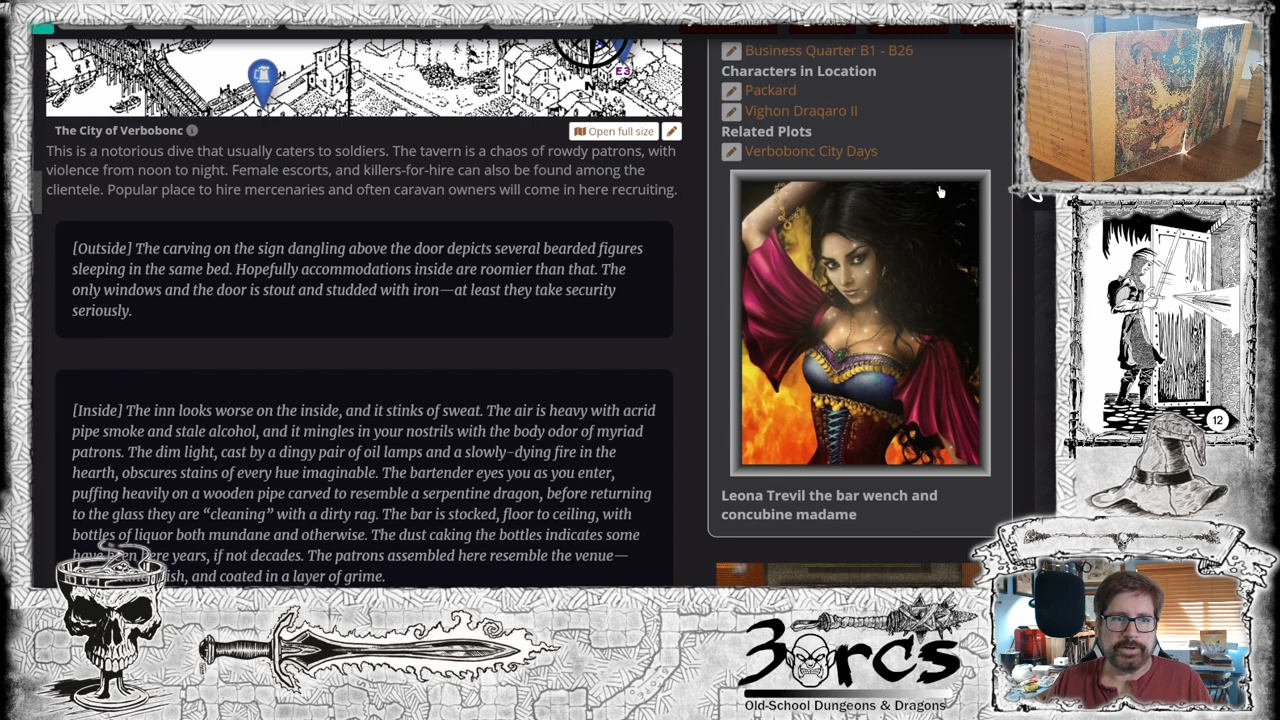 E3
N
The City of Verbobonc
Open full size
This is a notorious dive that usually caters to soldiers. The tavern is a chaos of rowdy patrons, with
violence from noon to night. Female escorts, and killers-for-hire can also be found among the
clientele. Popular place to hire mercenaries and often caravan owners will come in here recruiting.
[Outside] The carving on the sign dangling above the door depicts several bearded figures
sleeping in the same bed. Hopefully accommodations inside are roomier than that. The
only windows and the door is stout and studded with iron—at least they take security
seriously.
[Inside] The inn looks worse on the inside, and it stinks of sweat. The air is heavy with acrid
pipe smoke and stale alcohol, and it mingles in your nostrils with the body odor of myriad
patrons. The dim light, cast by a dingy pair of oil lamps and a slowly-dying fire in the
hearth, obscures stains of every hue imaginable. The bartender eyes you as you enter,
puffing heavily on a wooden pipe carved to resemble a serpentine dragon, before returning
to the glass they are “cleaning” with a dirty rag. The bar is stocked, floor to ceiling, with
bottles of liquor both mundane and otherwise. The dust caking the bottles indicates some
have been here years, if not decades. The patrons assembled here resemble the venue—
and coated in a layer of grime.
Business Quarter B1 - B26
Characters in Location
Packard
Vighon Draqaro II
Related Plots
Verbobonc City Days
Leona Trevil the bar wench and
concubine madame
12
3 orcs
Old-School Dungeons & Dragons